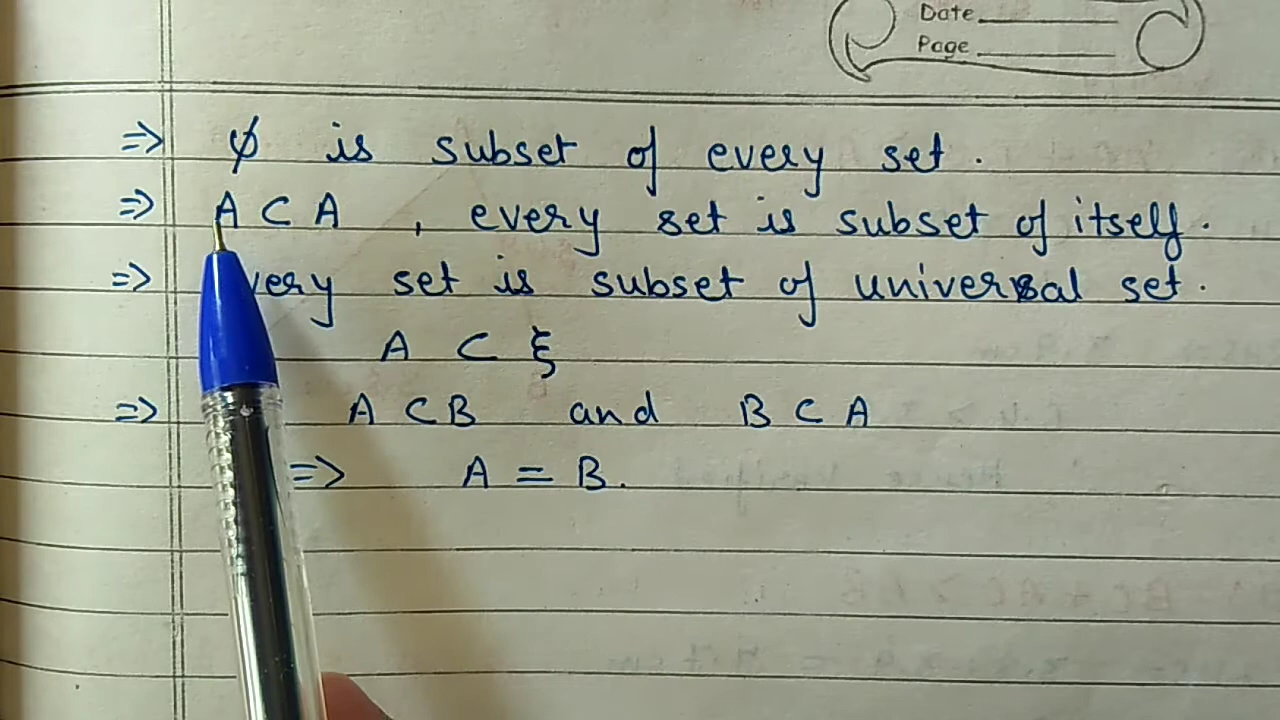 Date
Page
⇒ φ is subset of every set.
⇒ A ⊂ A , every set is subset of itself.
⇒ very set is subset of universal set.
A ⊂ ξ
⇒ A ⊂ B and B ⊂ A
⇒ A = B.